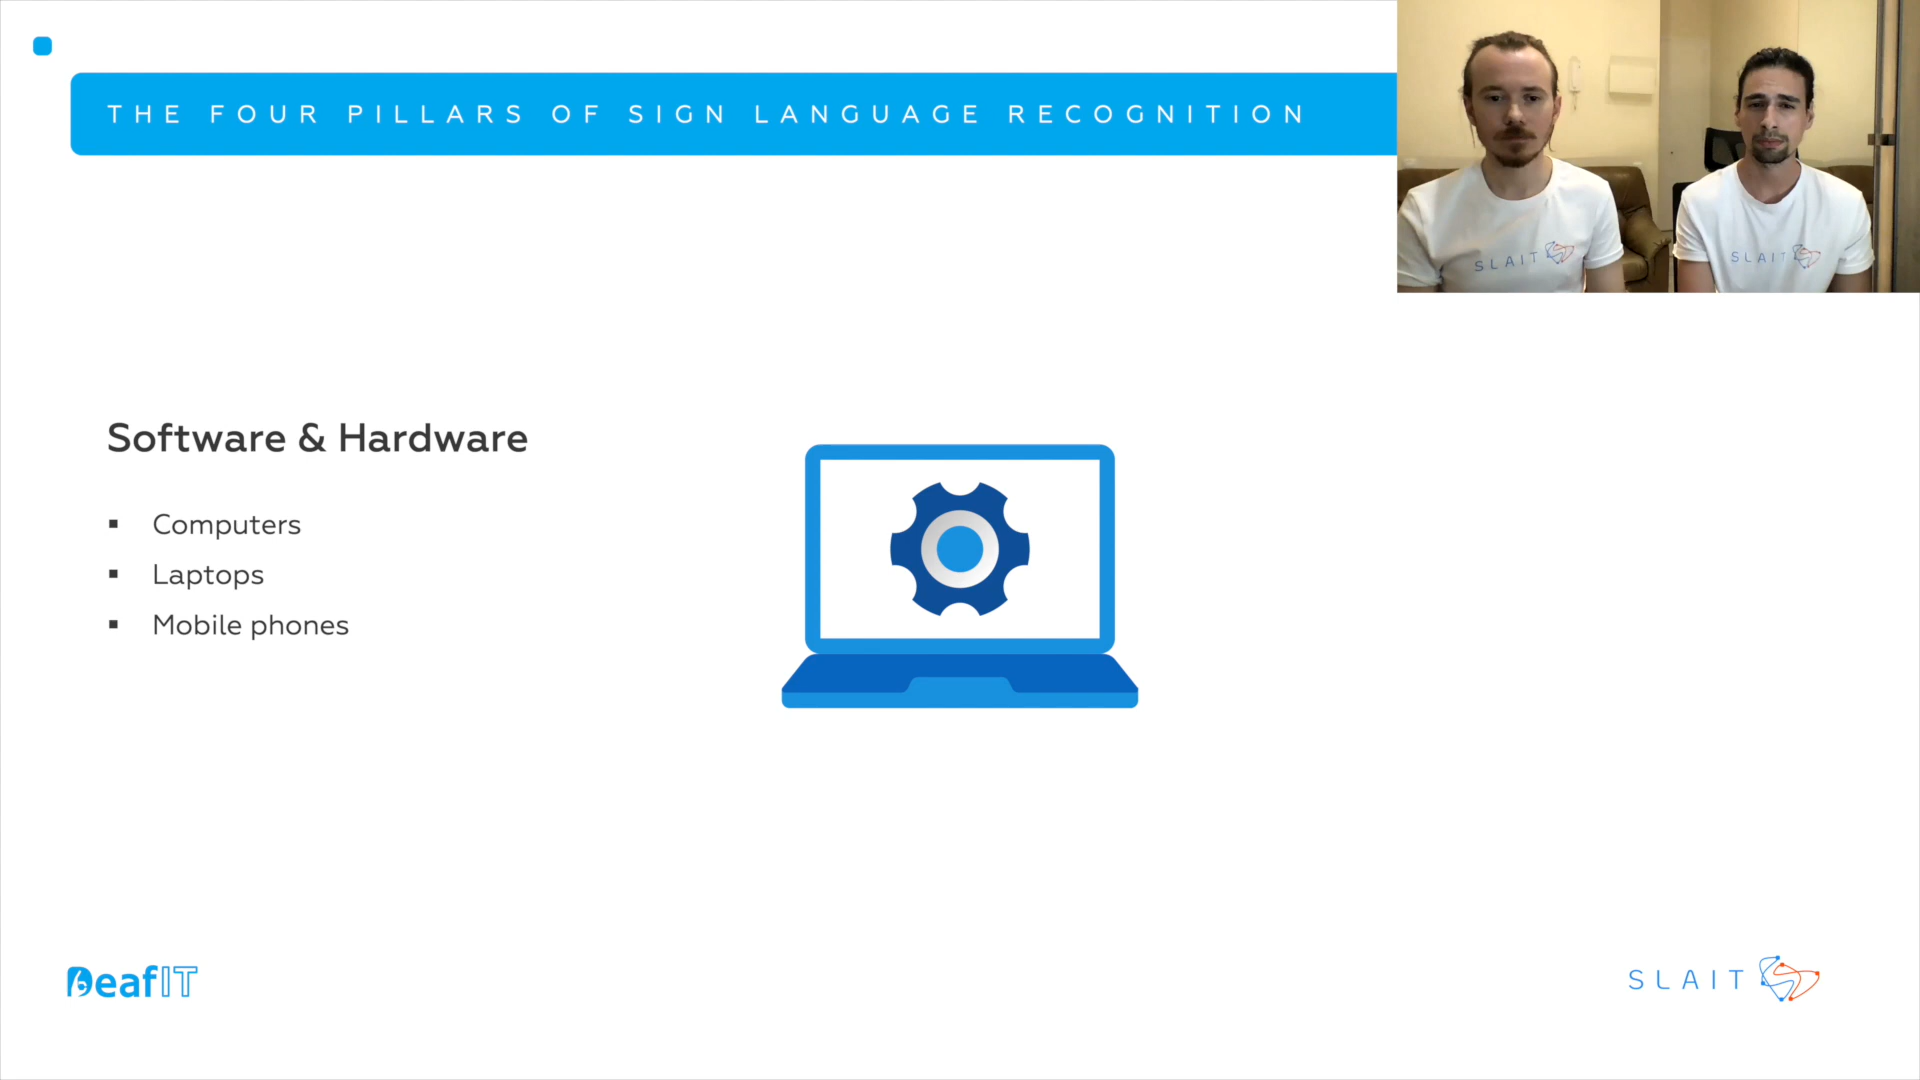 THE FOUR PILLARS OF SIGN LANGUAGE RECOGNITION
SLAIT
SLAIT
Software & Hardware
▪ Computers
▪ Laptops
▪ Mobile phones
DeafIT
SLAIT